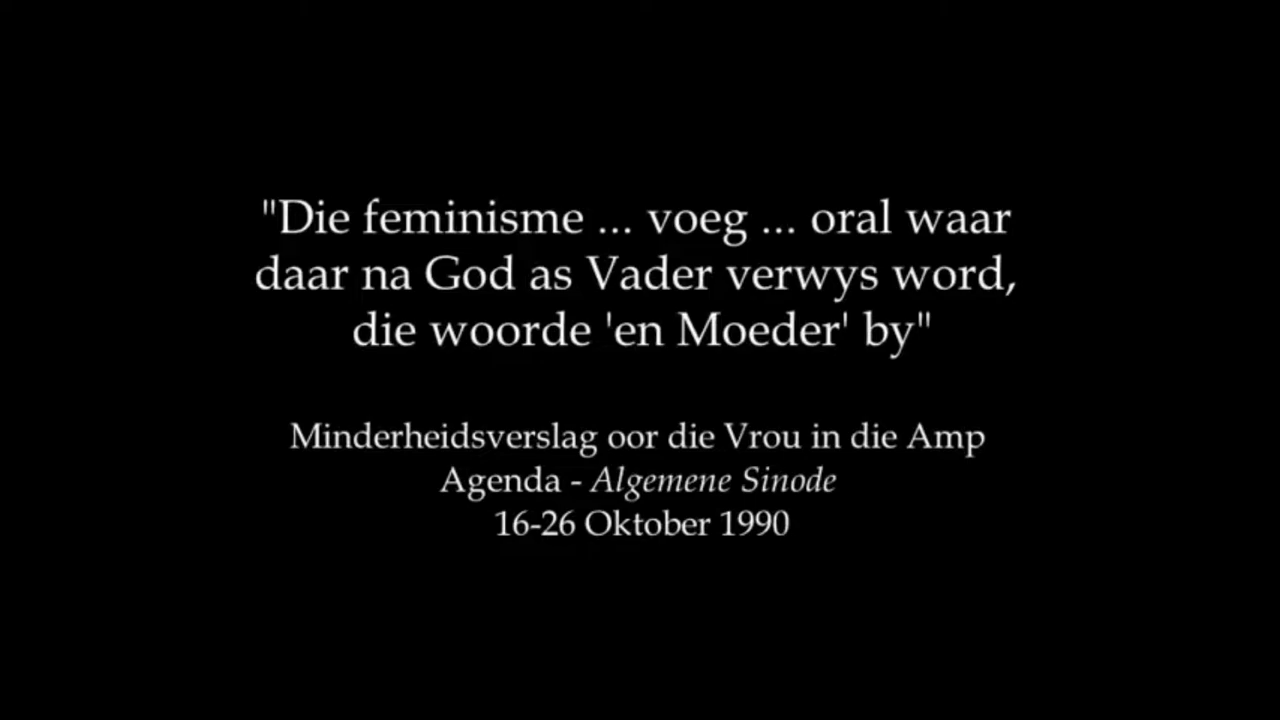 "Die feminisme ... voeg ... oral waar
daar na God as Vader verwys word,
die woorde 'en Moeder' by"
Minderheidsverslag oor die Vrou in die Amp
Agenda - Algemene Sinode
16-26 Oktober 1990